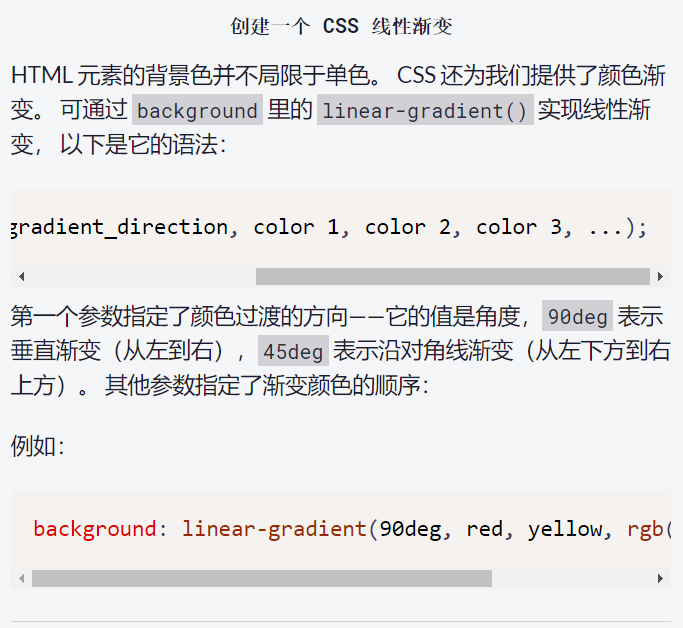 创建一个 CSS 线性渐变
HTML 元素的背景色并不局限于单色。 CSS 还为我们提供了颜色渐
变。 可通过 background 里的 linear-gradient() 实现线性渐
变， 以下是它的语法：
gradient_direction, color 1, color 2, color 3, ...);
第一个参数指定了颜色过渡的方向——它的值是角度，90deg 表示
垂直渐变（从左到右），45deg 表示沿对角线渐变（从左下方到右
上方）。 其他参数指定了渐变颜色的顺序：
例如：
background: linear-gradient(90deg, red, yellow, rgb(